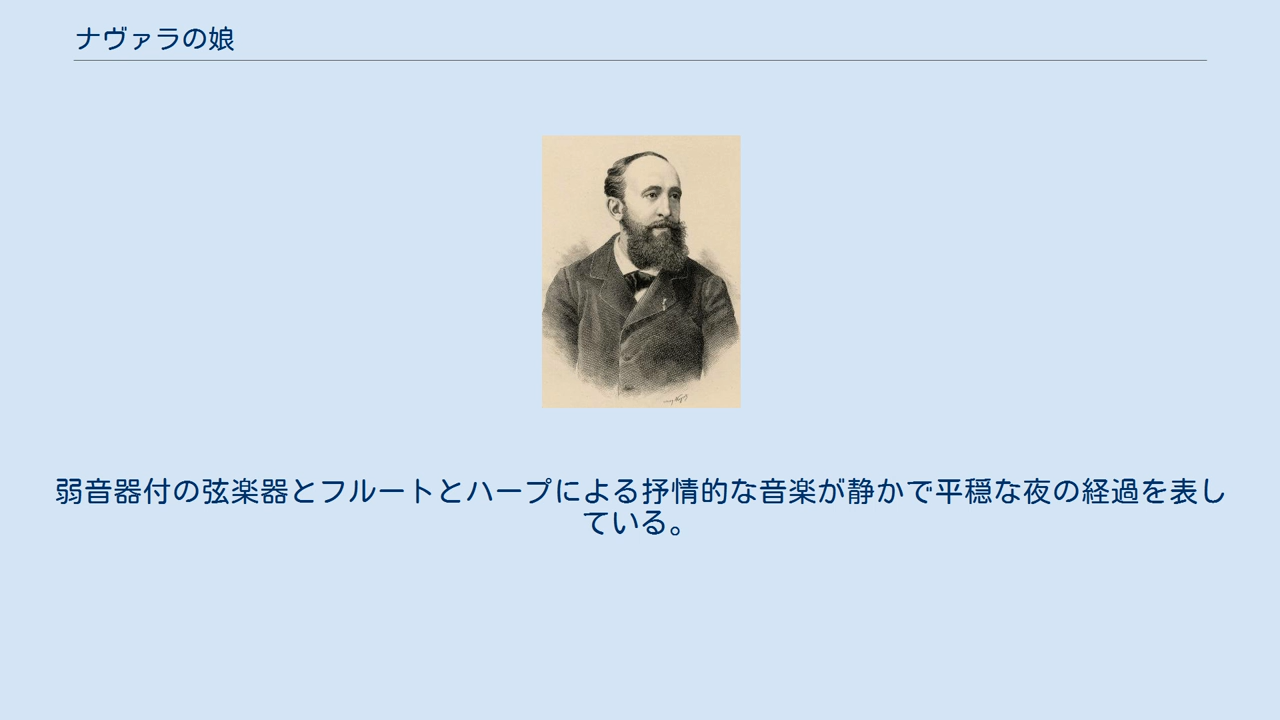 ナヴァラの娘
弱音器付の弦楽器とフルートとハープによる抒情的な音楽が静かで平穏な夜の経過を表し
ている。